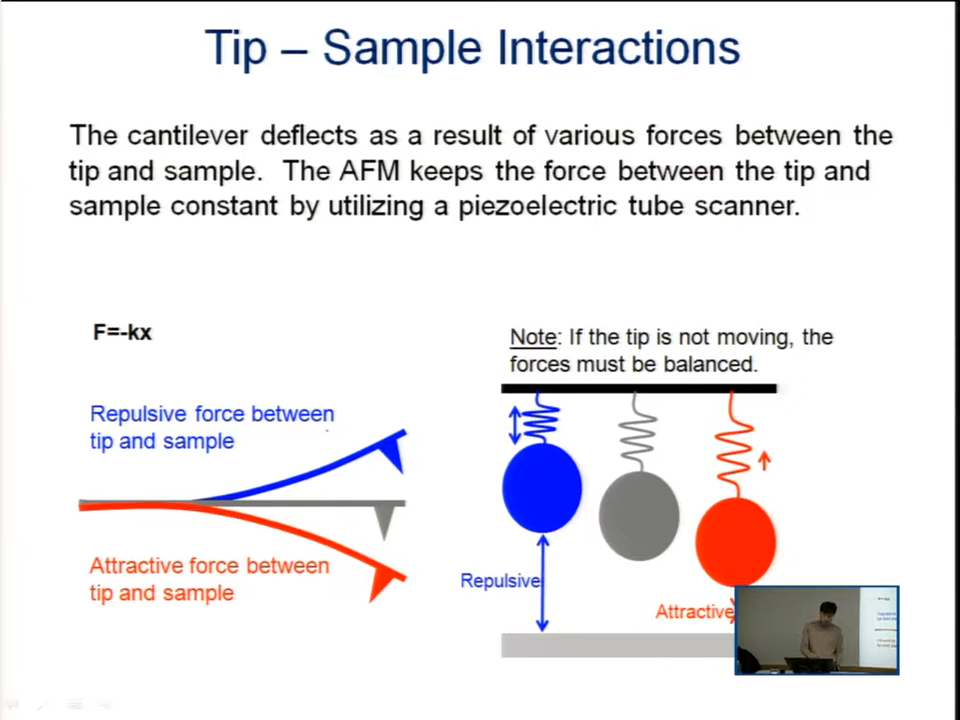 Tip – Sample Interactions
The cantilever deflects as a result of various forces between the
tip and sample. The AFM keeps the force between the tip and
sample constant by utilizing a piezoelectric tube scanner.
F=-kx
Note: If the tip is not moving, the
forces must be balanced.
Repulsive force between
tip and sample
Attractive force between
tip and sample
Repulsive
Attractive